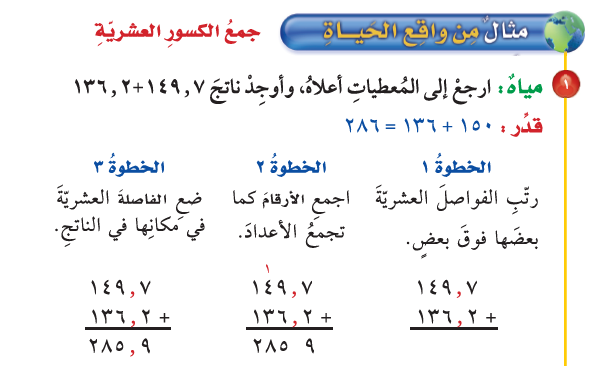 مثالٌ مِن واقعِ الحَيـاةِ جمعُ الكسورِ العشريّةِ
١ مياهٌ: ارجعْ إلى المُعطياتِ أعلاهُ، وأوجِدْ ناتجَ ١٤٩,٧+١٣٦,٢
قدِّر: ١٥٠ + ١٣٦ = ٢٨٦
الخطوةُ ١ الخطوةُ ٢ الخطوةُ ٣
رتّبِ الفواصلَ العشريّةَ اجمعِ الأرقامَ كما ضعِ الفاصلةَ العشريّةَ
بعضَها فوقَ بعضٍ. تجمعُ الأعدادَ. في مكانِها في الناتجِ.
١
١٤٩,٧ ١٤٩,٧ ١٤٩,٧
+ ١٣٦,٢ + ١٣٦,٢ + ١٣٦,٢
٢٨٥ ٩ ٢٨٥,٩